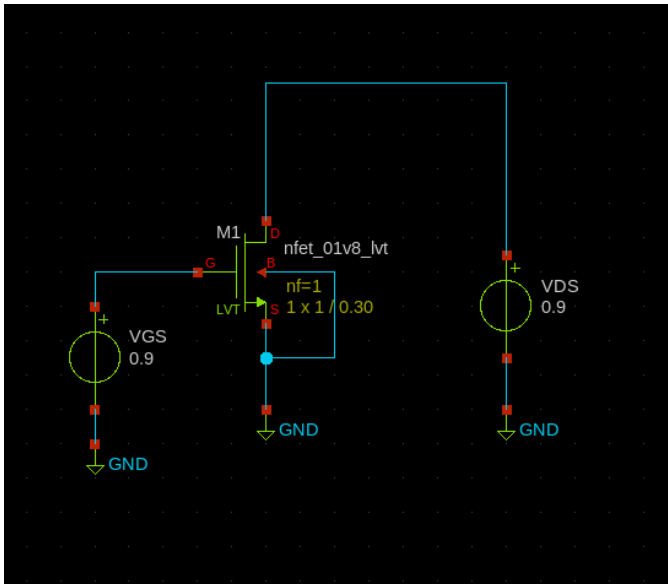 M1
D
nfet_01v8_lvt
G
B
nf=1
1 x 1 / 0.30
LVT
S
+
VGS
0.9
GND
GND
+
VDS
0.9
GND